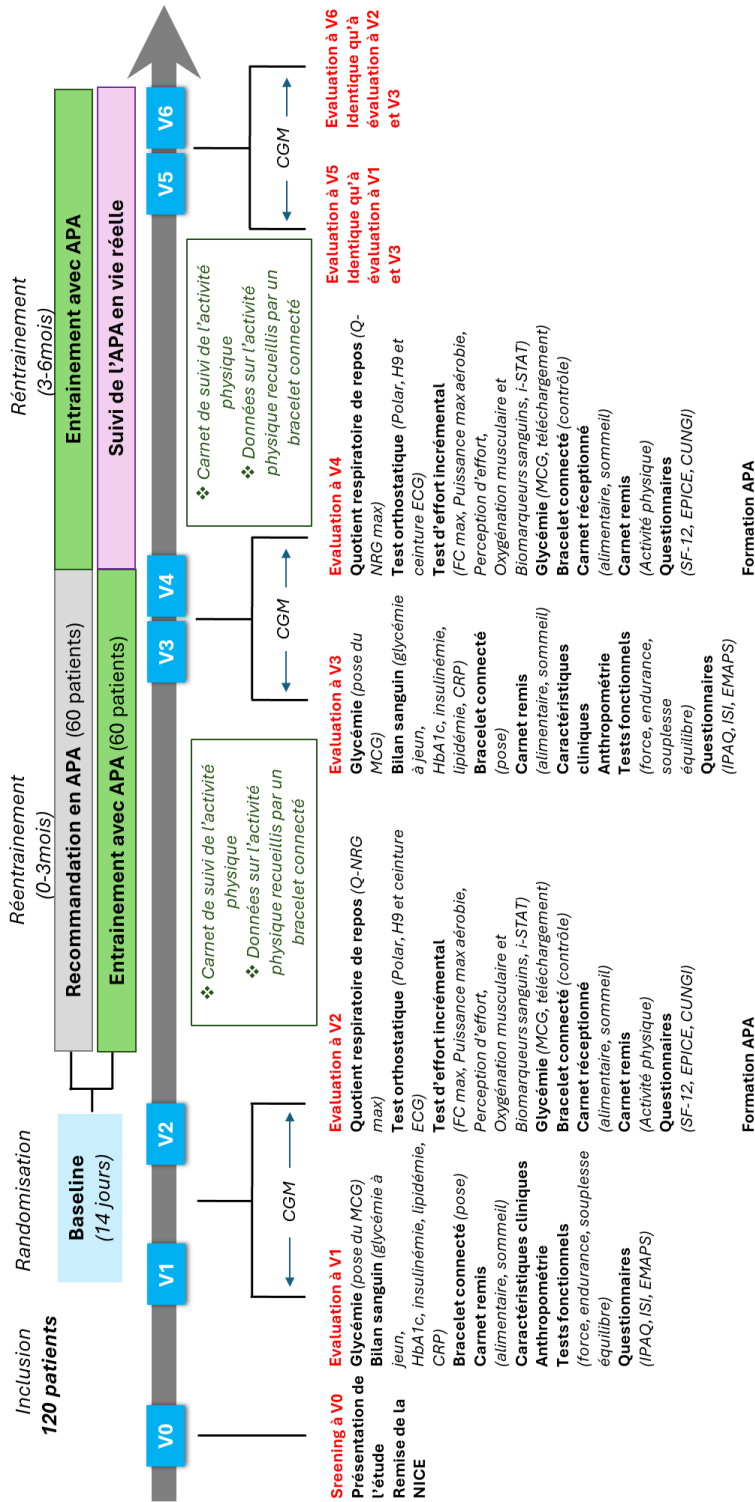 Inclusion
120 patients
Randomisation
Réentrainement
(0-3mois)
Réntrainement
(3-6mois)
Baseline
(14 jours)
Recommandation en APA (60 patients)
Entrainement avec APA (60 patients)
Entrainement avec APA
Suivi de l'APA en vie réelle
V0
V1
V2
V3
V4
V5
V6
❖ Carnet de suivi de l'activité
physique
❖ Données sur l'activité
physique recueillis par un
bracelet connecté
❖ Carnet de suivi de l'activité
physique
❖ Données sur l'activité
physique recueillis par un
bracelet connecté
CGM
CGM
CGM
Sreening à V0
Présentation de
l'étude
Remise de la
NICE
Evaluation à V1
Glycémie (pose du MCG)
Bilan sanguin (glycémie à
jeun,
HbA1c, insulinémie, lipidémie,
CRP)
Bracelet connecté (pose)
Carnet remis
(alimentaire, sommeil)
Caractéristiques cliniques
Anthropométrie
Tests fonctionnels
(force, endurance, souplesse
équilibre)
Questionnaires
(IPAQ, ISI, EMAPS)
Evaluation à V2
Quotient respiratoire de repos (Q-NRG
max)
Test orthostatique (Polar, H9 et ceinture
ECG)
Test d'effort incrémental
(FC max, Puissance max aérobie,
Perception d'effort,
Oxygénation musculaire et
Biomarqueurs sanguins, i-STAT)
Glycémie (MCG, téléchargement)
Bracelet connecté (contrôle)
Carnet réceptionné
(alimentaire, sommeil)
Carnet remis
(Activité physique)
Questionnaires
(SF-12, EPICE, CUNGI)
Formation APA
Evaluation à V3
Glycémie (pose du
MCG)
Bilan sanguin (glycémie
à jeun,
HbA1c, insulinémie,
lipidémie, CRP)
Bracelet connecté
(pose)
Carnet remis
(alimentaire, sommeil)
Caractéristiques
cliniques
Anthropométrie
Tests fonctionnels
(force, endurance,
souplesse
équilibre)
Questionnaires
(IPAQ, ISI, EMAPS)
Evaluation à V4
Quotient respiratoire de repos (Q-
NRG max)
Test orthostatique (Polar, H9 et
ceinture ECG)
Test d'effort incrémental
(FC max, Puissance max aérobie,
Perception d'effort,
Oxygénation musculaire et
Biomarqueurs sanguins, i-STAT)
Glycémie (MCG, téléchargement)
Bracelet connecté (contrôle)
Carnet réceptionné
(alimentaire, sommeil)
Carnet remis
(Activité physique)
Questionnaires
(SF-12, EPICE, CUNGI)
Formation APA
Evaluation à V5
Identique qu'à
évaluation à V1
et V3
Evaluation à V6
Identique qu'à
évaluation à V2
et V3